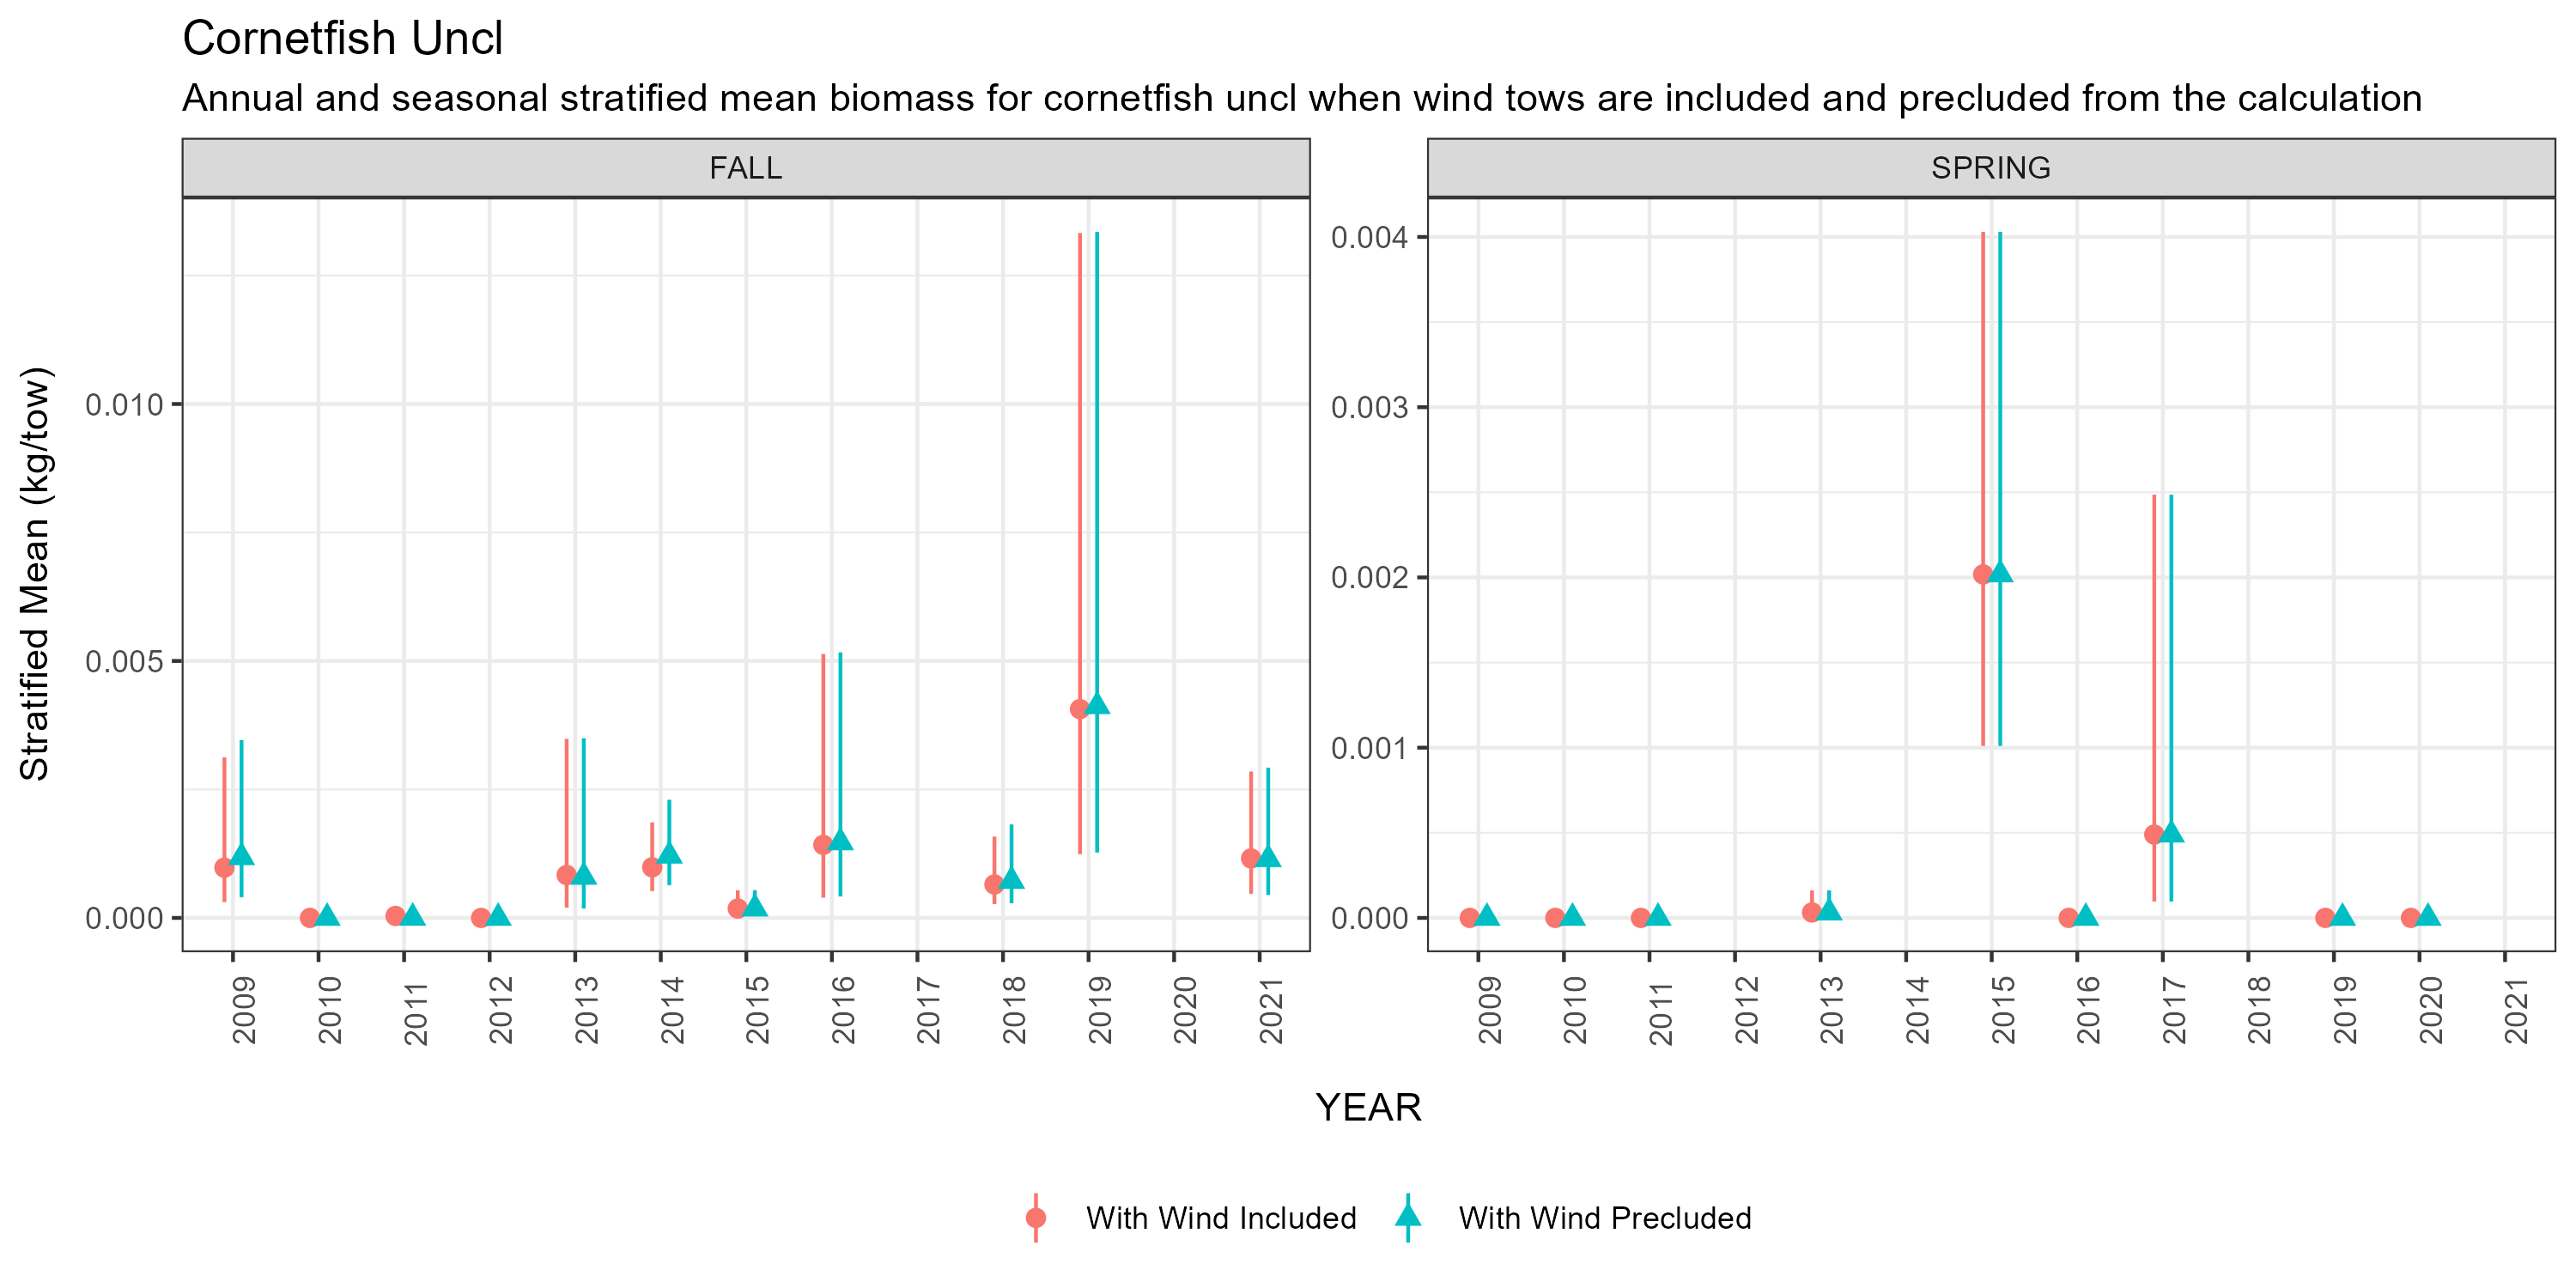 Cornetfish Uncl
Annual and seasonal stratified mean biomass for cornetfish uncl when wind tows are included and precluded from the calculation
FALL
SPRING
Stratified Mean (kg/tow)
0.010
0.005
0.000
0.004
0.003
0.002
0.001
0.000
2009 2010 2011 2012 2013 2014 2015 2016 2017 2018 2019 2020 2021
2009 2010 2011 2012 2013 2014 2015 2016 2017 2018 2019 2020 2021
YEAR
With Wind Included
With Wind Precluded